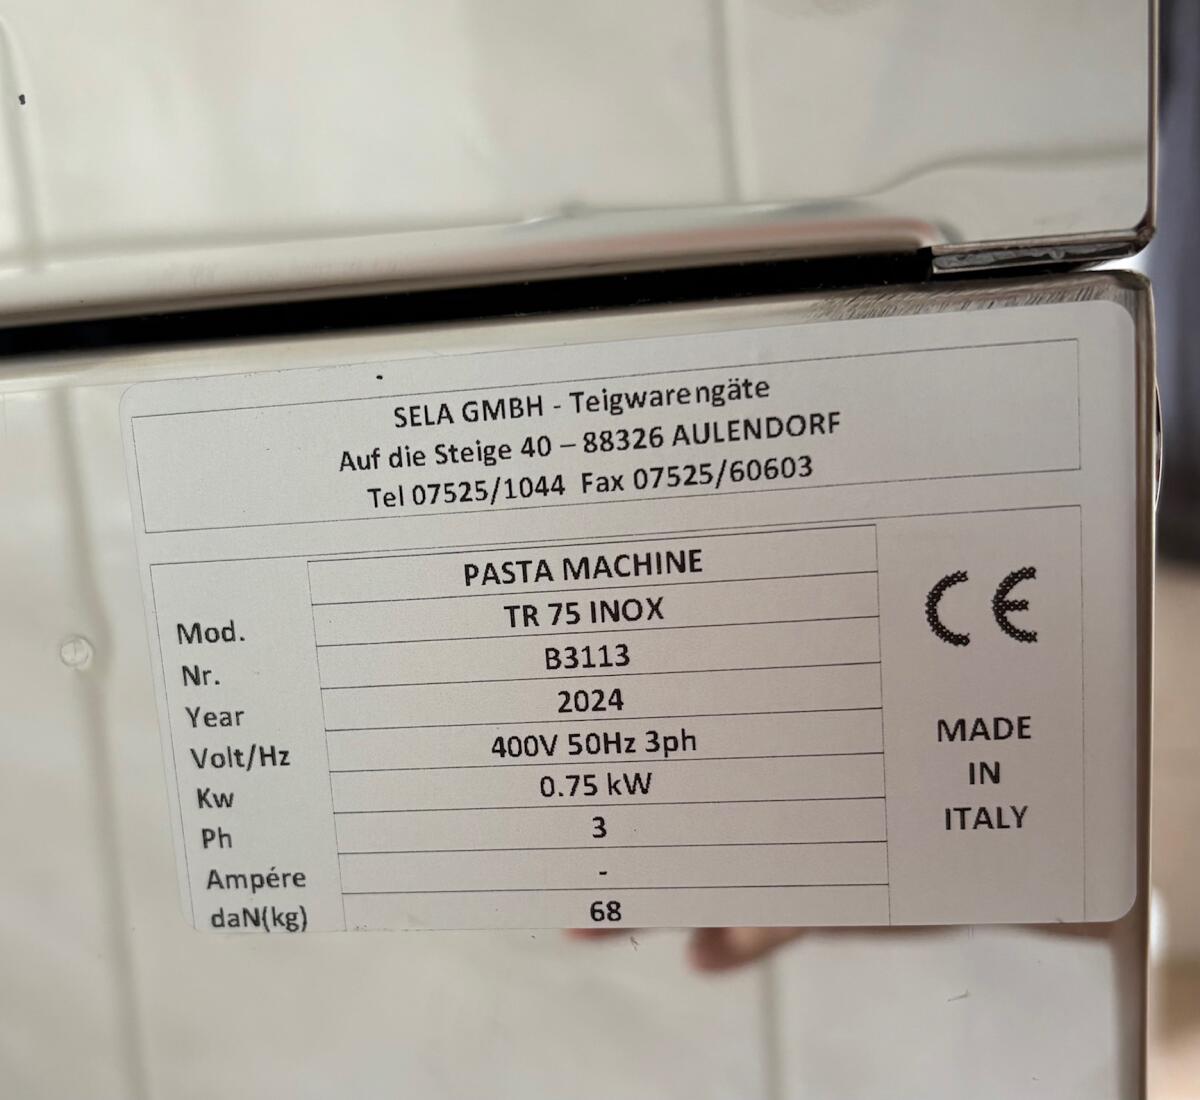 SELA GMBH - Teigwarengäte
Auf die Steige 40 – 88326 AULENDORF
Tel 07525/1044 Fax 07525/60603
PASTA MACHINE
Mod. TR 75 INOX
Nr. B3113
Year 2024
Volt/Hz 400V 50Hz 3ph
Kw 0.75 kW
Ph 3
Ampére -
daN(kg) 68
CE
MADE
IN
ITALY